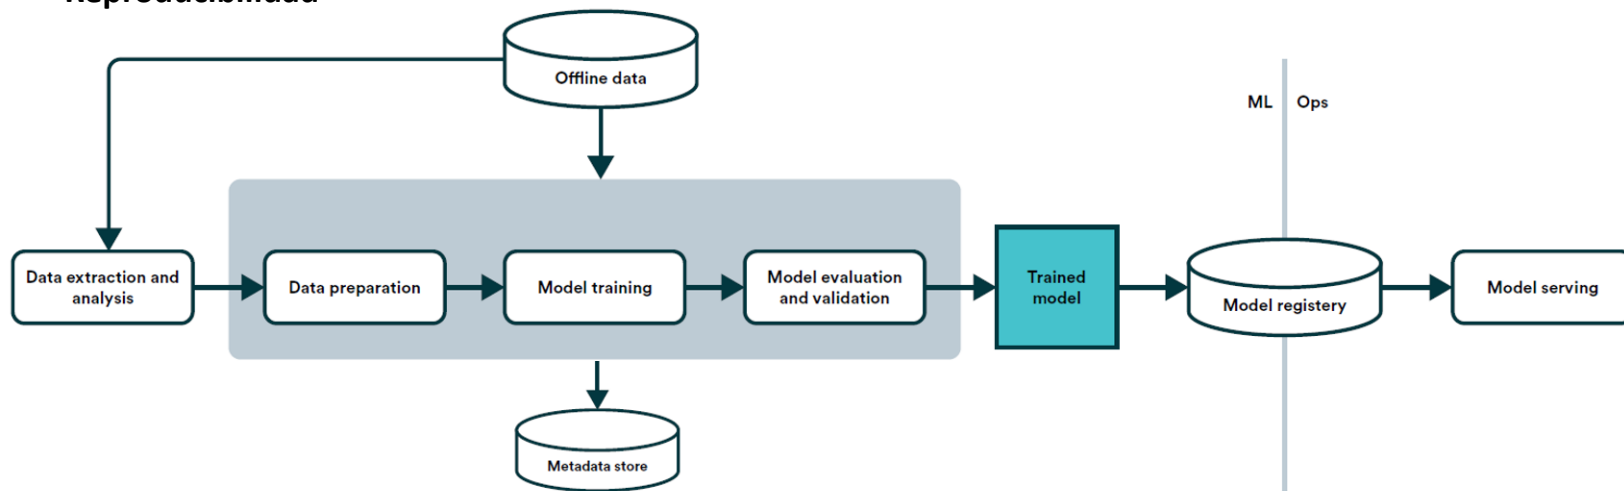 Reproducibilidad
Offline data
ML
Ops
Data extraction and
analysis
Data preparation
Model training
Model evaluation
and validation
Trained
model
Model registery
Model serving
Metadata store